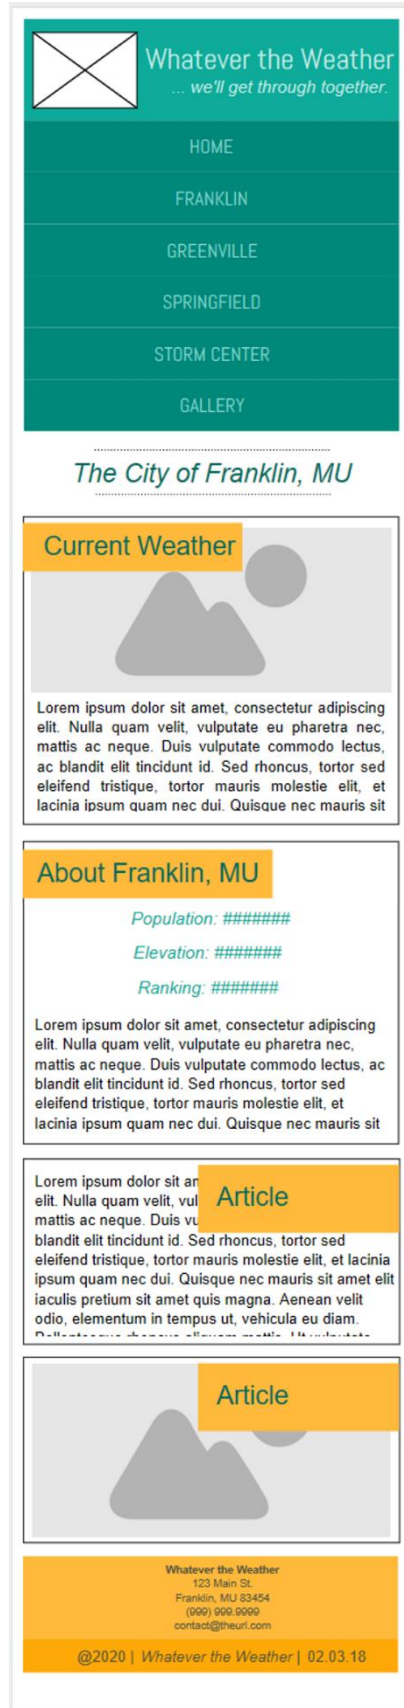 Whatever the Weather
... we'll get through together.
HOME
FRANKLIN
GREENVILLE
SPRINGFIELD
STORM CENTER
GALLERY
The City of Franklin, MU
Current Weather
Lorem ipsum dolor sit amet, consectetur adipiscing
elit. Nulla quam velit, vulputate eu pharetra nec,
mattis ac neque. Duis vulputate commodo lectus,
ac blandit elit tincidunt id. Sed rhoncus, tortor sed
eleifend tristique, tortor mauris molestie elit, et
lacinia ipsum quam nec dui. Quisque nec mauris sit
About Franklin, MU
Population: #######
Elevation: #######
Ranking: #######
Lorem ipsum dolor sit amet, consectetur adipiscing
elit. Nulla quam velit, vulputate eu pharetra nec,
mattis ac neque. Duis vulputate commodo lectus, ac
blandit elit tincidunt id. Sed rhoncus, tortor sed
eleifend tristique, tortor mauris molestie elit, et
lacinia ipsum quam nec dui. Quisque nec mauris sit
Article
Lorem ipsum dolor sit
elit. Nulla quam velit,
mattis ac neque. Duis
blandit elit tincidunt id. Sed rhoncus, tortor sed
eleifend tristique, tortor mauris molestie elit, et lacinia
ipsum quam nec dui. Quisque nec mauris sit amet elit
iaculis pretium sit amet quis magna. Aenean velit
odio, elementum in tempus ut, vehicula eu diam.
Article
Whatever the Weather
123 Main St.
Franklin, MU 83454
(999) 999.9999
contact@theurl.com
@2020 | Whatever the Weather | 02.03.18